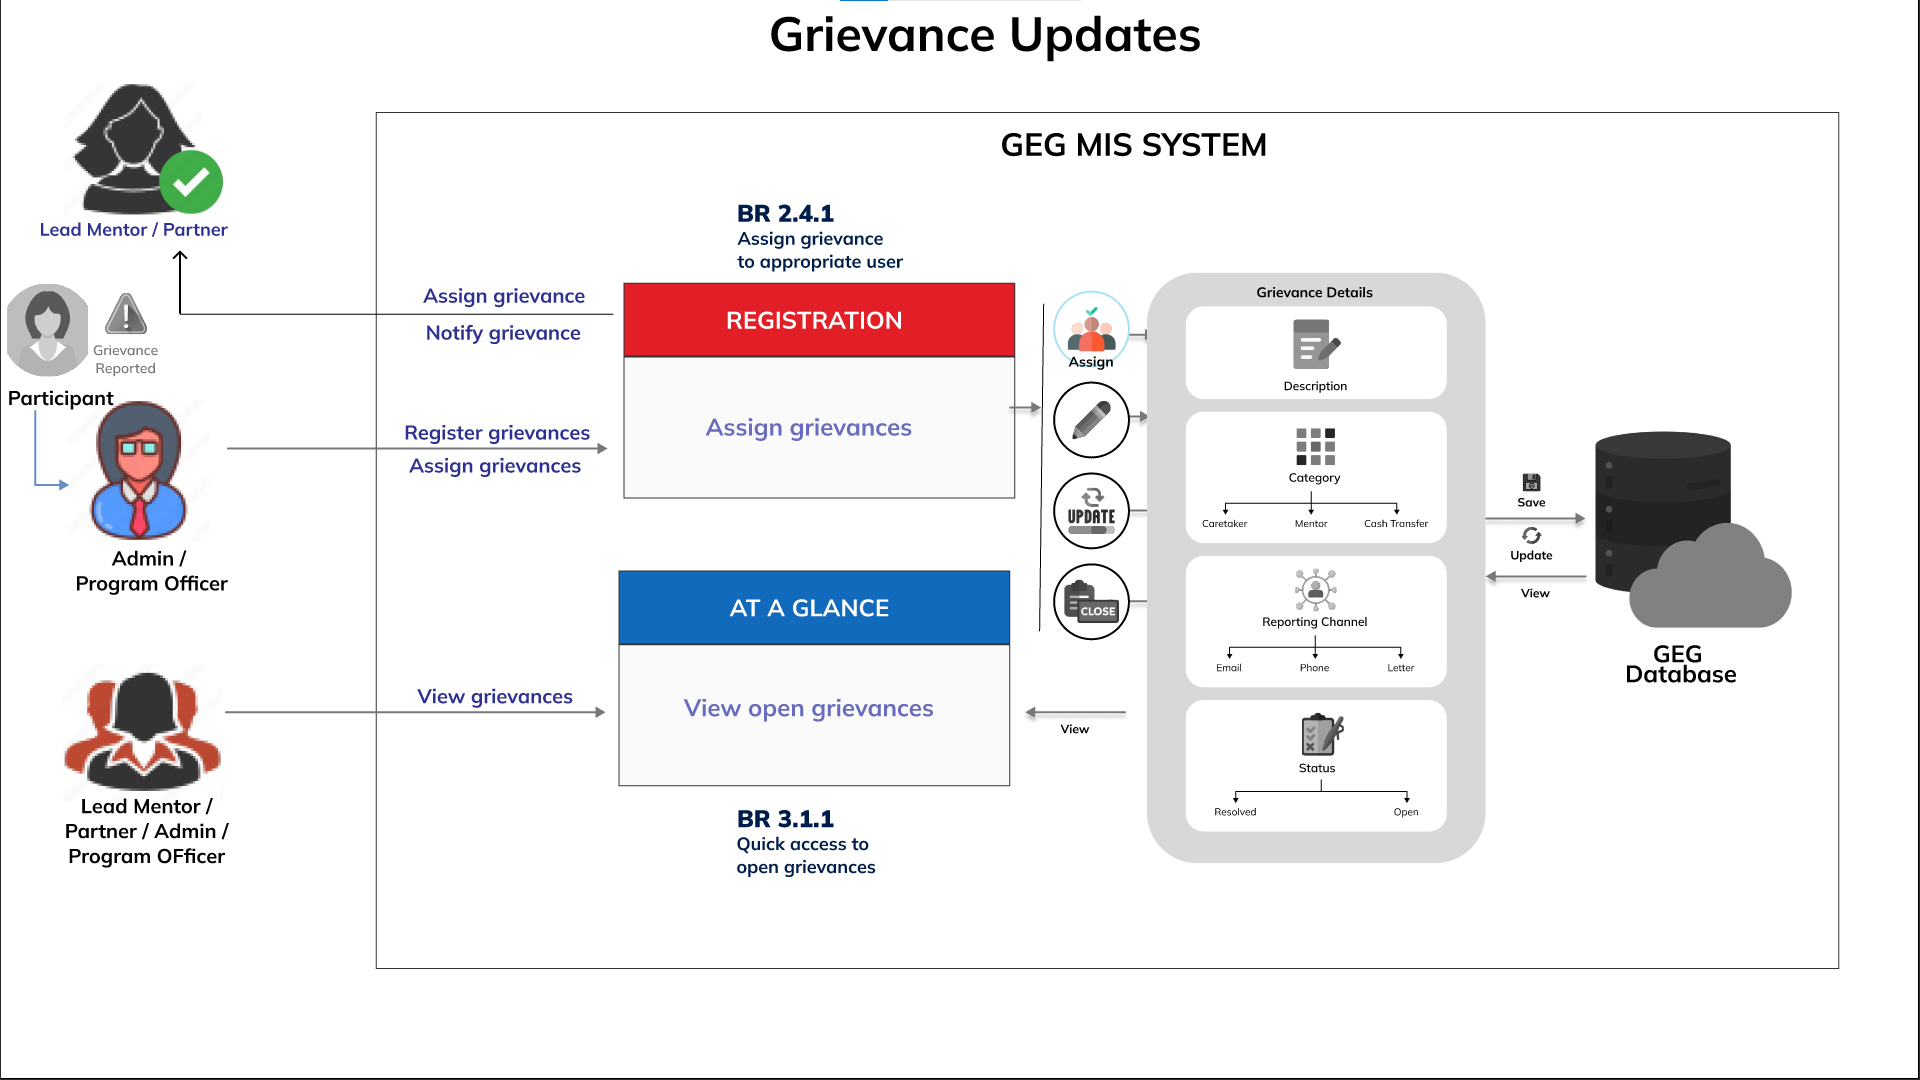 Grievance Updates
GEG MIS SYSTEM
Lead Mentor / Partner
Grievance
Reported
Participant
Admin /
Program Officer
Lead Mentor /
Partner / Admin /
Program OFficer
Assign grievance
Notify grievance
Register grievances
Assign grievances
View grievances
BR 2.4.1
Assign grievance
to appropriate user
REGISTRATION
Assign grievances
AT A GLANCE
View open grievances
BR 3.1.1
Quick access to
open grievances
Assign
UPDATE
CLOSE
View
Grievance Details
Description
Category
Caretaker
Mentor
Cash Transfer
Reporting Channel
Email
Phone
Letter
Status
Resolved
Open
Save
Update
View
GEG
Database